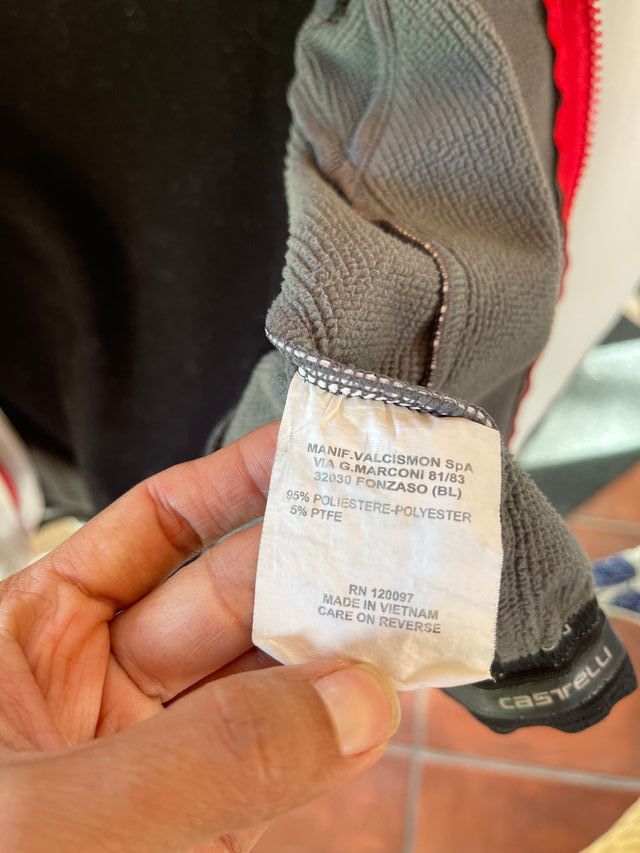 MANIF.VALCISMON SpA
VIA G.MARCONI 81/83
32030 FONZASO (BL)
95% POLIESTERE-POLYESTER
5% PTFE
RN 120097
MADE IN VIETNAM
CARE ON REVERSE
castelli